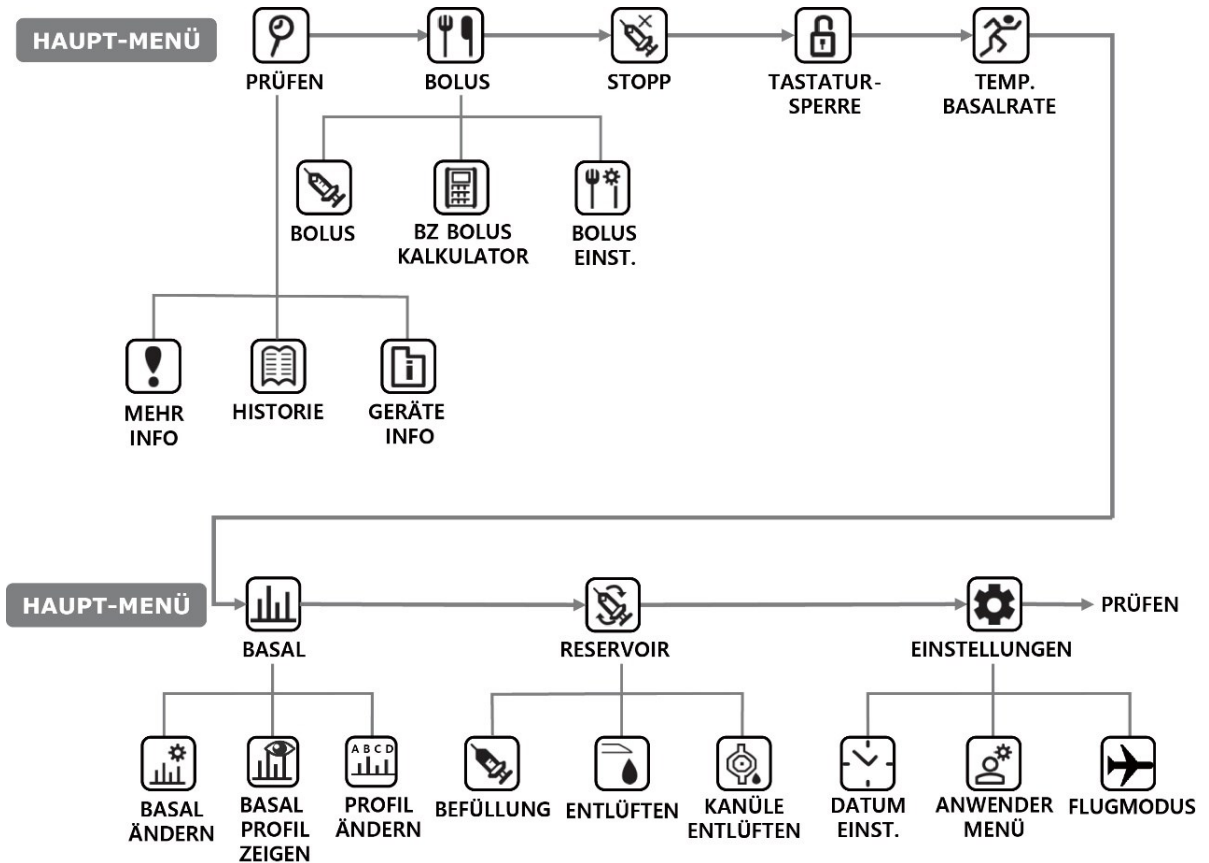 HAUPT-MENÜ
PRÜFEN
BOLUS
STOPP
TASTATUR-
SPERRE
TEMP.
BASALRATE
BOLUS
BZ BOLUS
KALKULATOR
BOLUS
EINST.
MEHR
INFO
HISTORIE
GERÄTE
INFO
HAUPT-MENÜ
BASAL
RESERVOIR
EINSTELLUNGEN
PRÜFEN
BASAL
ÄNDERN
BASAL
PROFIL
ZEIGEN
A B C D
PROFIL
ÄNDERN
BEFÜLLUNG
ENTLÜFTEN
KANÜLE
ENTLÜFTEN
DATUM
EINST.
ANWENDER
MENÜ
FLUGMODUS